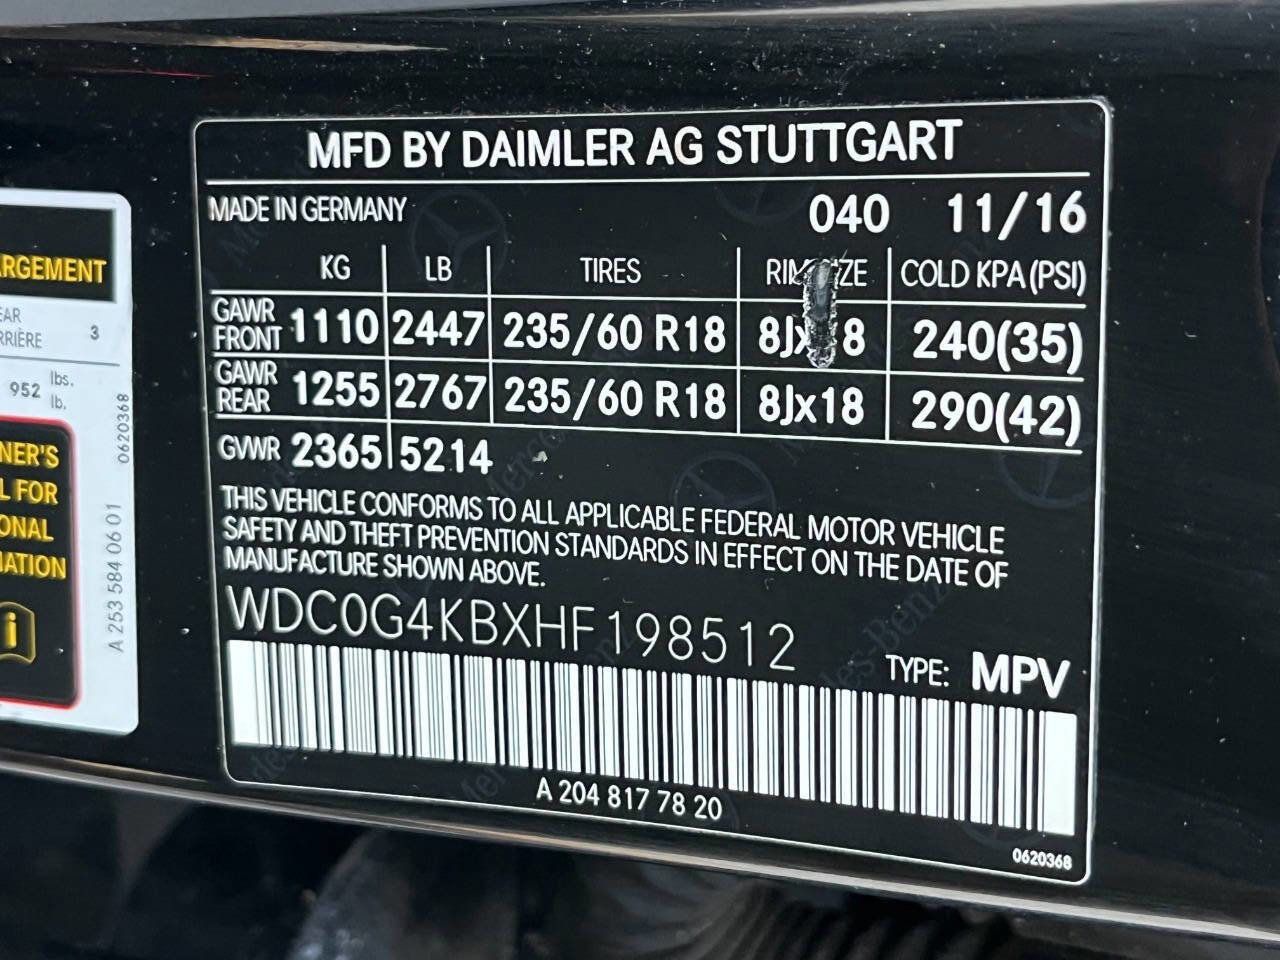 MFD BY DAIMLER AG STUTTGART
MADE IN GERMANY 040 11/16
KG LB TIRES COLD KPA (PSI)
GAWR FRONT 1110 2447 235/60 R18 240(35)
GAWR REAR 1255 2767 235/60 R18 8Jx18 290(42)
GVWR 2365 5214
THIS VEHICLE CONFORMS TO ALL APPLICABLE FEDERAL MOTOR VEHICLE
SAFETY AND THEFT PREVENTION STANDARDS IN EFFECT ON THE DATE OF
MANUFACTURE SHOWN ABOVE.
WDC0G4KBXHF198512
TYPE: MPV
A 204 817 78 20
0620368
3
952 lbs.
lb.
0620368
A 253 584 06 01
FOR